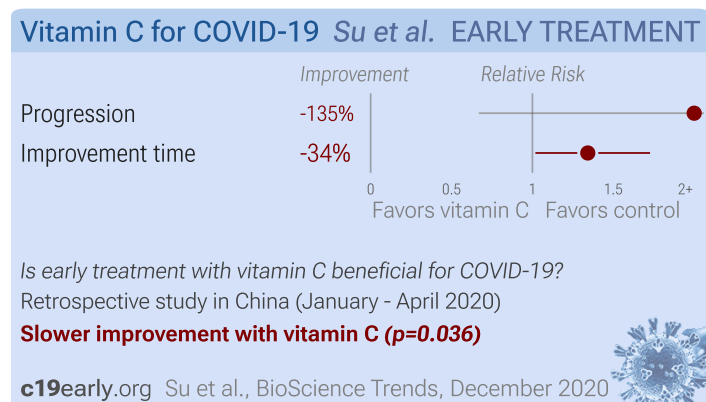 Vitamin C for COVID-19 Su et al. EARLY TREATMENT
Improvement Relative Risk
Progression -135%
Improvement time -34%
0 0.5 1 1.5 2+
Favors vitamin C Favors control
Is early treatment with vitamin C beneficial for COVID-19?
Retrospective study in China (January - April 2020)
Slower improvement with vitamin C (p=0.036)
c19early.org Su et al., BioScience Trends, December 2020